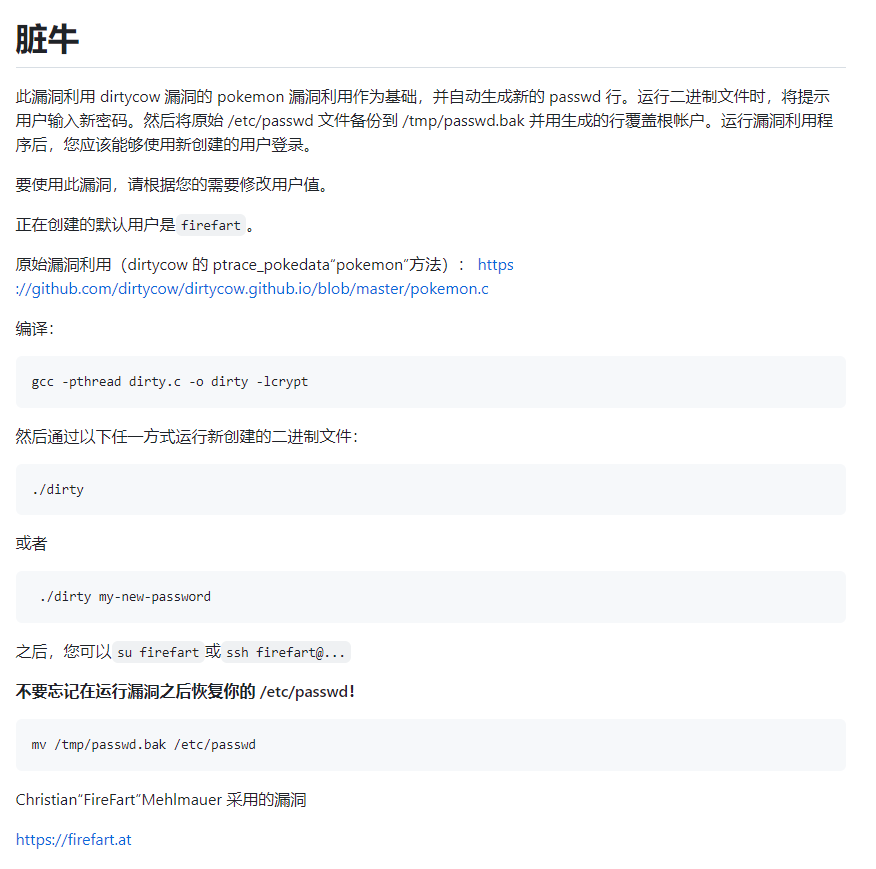 脏牛
此漏洞利用 dirtycow 漏洞的 pokemon 漏洞利用作为基础，并自动生成新的 passwd 行。运行二进制文件时，将提示
用户输入新密码。然后将原始 /etc/passwd 文件备份到 /tmp/passwd.bak 并用生成的行覆盖根帐户。运行漏洞利用程
序后，您应该能够使用新创建的用户登录。
要使用此漏洞，请根据您的需要修改用户值。
正在创建的默认用户是 firefart 。
原始漏洞利用（dirtycow 的 ptrace_pokedata“pokemon”方法）： https
://github.com/dirtycow/dirtycow.github.io/blob/master/pokemon.c
编译：
gcc -pthread dirty.c -o dirty -lcrypt
然后通过以下任一方式运行新创建的二进制文件：
./dirty
或者
./dirty my-new-password
之后，您可以 su firefart 或 ssh firefart@...
不要忘记在运行漏洞之后恢复你的 /etc/passwd！
mv /tmp/passwd.bak /etc/passwd
Christian“FireFart”Mehlmauer 采用的漏洞
https://firefart.at